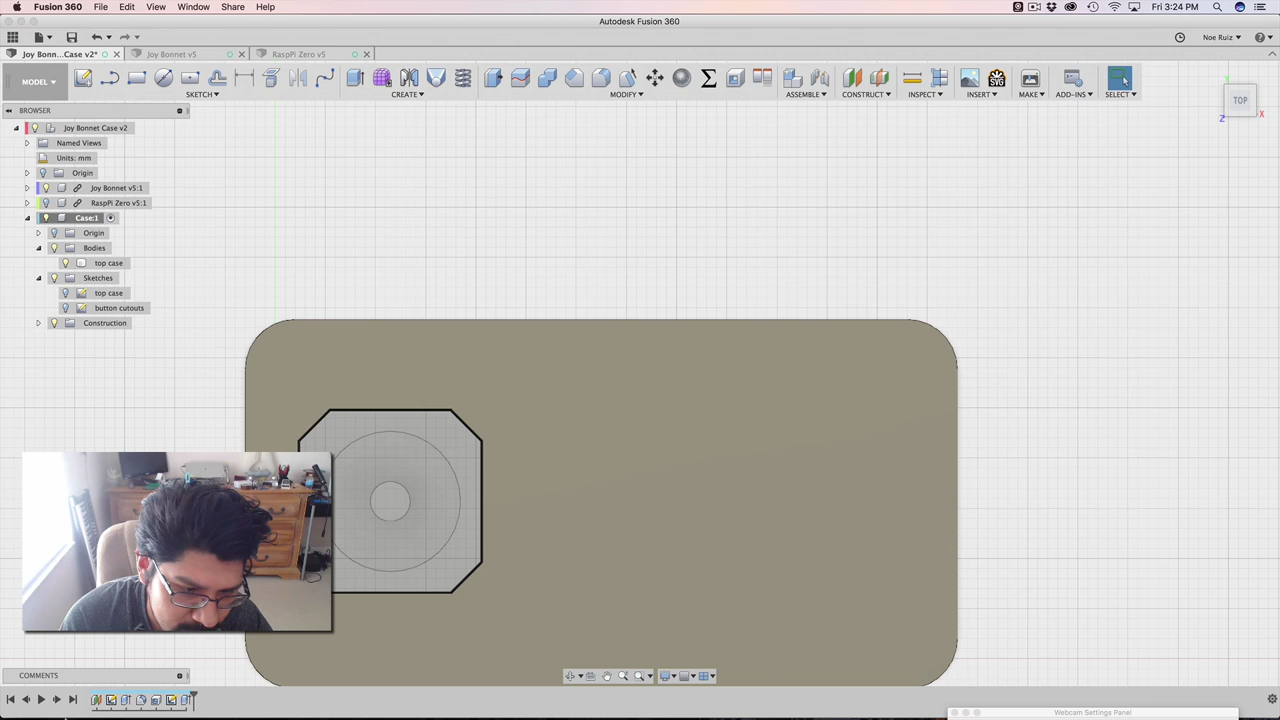 Fusion 360 File Edit View Window Share Help Fri 3:24 PM Noe Ruiz
Autodesk Fusion 360
Noe Ruiz
Joy Bonn...Case v2* Joy Bonnet v5 RaspPi Zero v5
MODEL SKETCH CREATE MODIFY ASSEMBLE CONSTRUCT INSPECT INSERT MAKE ADD-INS SELECT
SVG
BROWSER
TOP
X
Z
Joy Bonnet Case v2
Named Views
Units: mm
Origin
Joy Bonnet v5:1
RaspPi Zero v5:1
Case:1
Origin
Bodies
top case
Sketches
top case
button cutouts
Construction
COMMENTS
Webcam Settings Panel